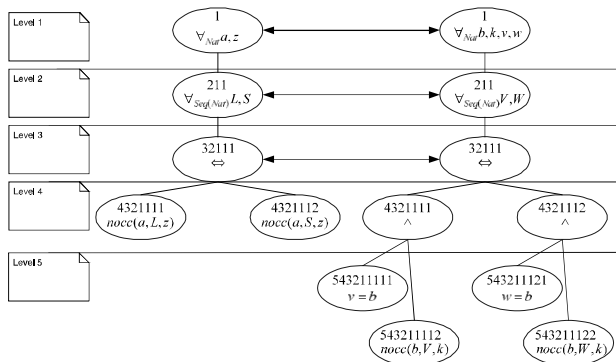 Level 1
1
∀Nat a, z
1
∀Nat b, k, v, w
Level 2
211
∀Seq(Nat) L, S
211
∀Seq(Nat) V, W
Level 3
32111
⇔
32111
⇔
Level 4
4321111
nocc(a, L, z)
4321112
nocc(a, S, z)
4321111
∧
4321112
∧
Level 5
543211111
v = b
543211121
w = b
543211112
nocc(b, V, k)
543211122
nocc(b, W, k)